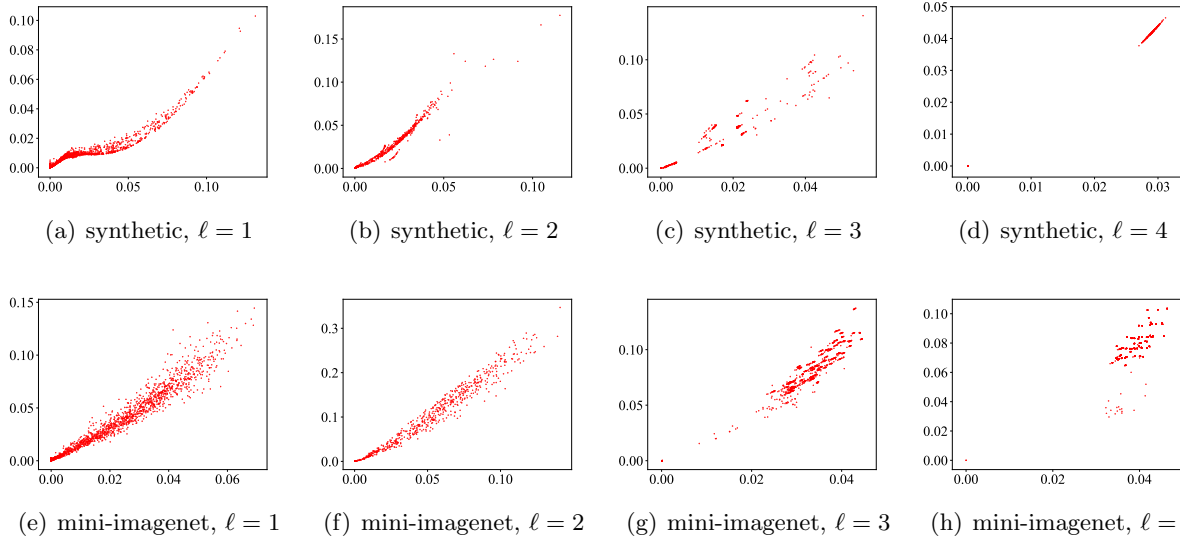 0.10 0.08 0.06 0.04 0.02 0.00
0.00 0.05 0.10
(a) synthetic, ℓ = 1
0.15 0.10 0.05 0.00
0.00 0.05 0.10
(b) synthetic, ℓ = 2
0.10 0.05 0.00
0.00 0.02 0.04
(c) synthetic, ℓ = 3
0.05 0.04 0.03 0.02 0.01 0.00
0.00 0.01 0.02 0.03
(d) synthetic, ℓ = 4
0.15 0.10 0.05 0.00
0.00 0.02 0.04 0.06
(e) mini-imagenet, ℓ = 1
0.3 0.2 0.1 0.0
0.00 0.05 0.10
(f) mini-imagenet, ℓ = 2
0.10 0.05 0.00
0.00 0.02 0.04
(g) mini-imagenet, ℓ = 3
0.10 0.08 0.06 0.04 0.02 0.00
0.00 0.02 0.04
(h) mini-imagenet, ℓ =